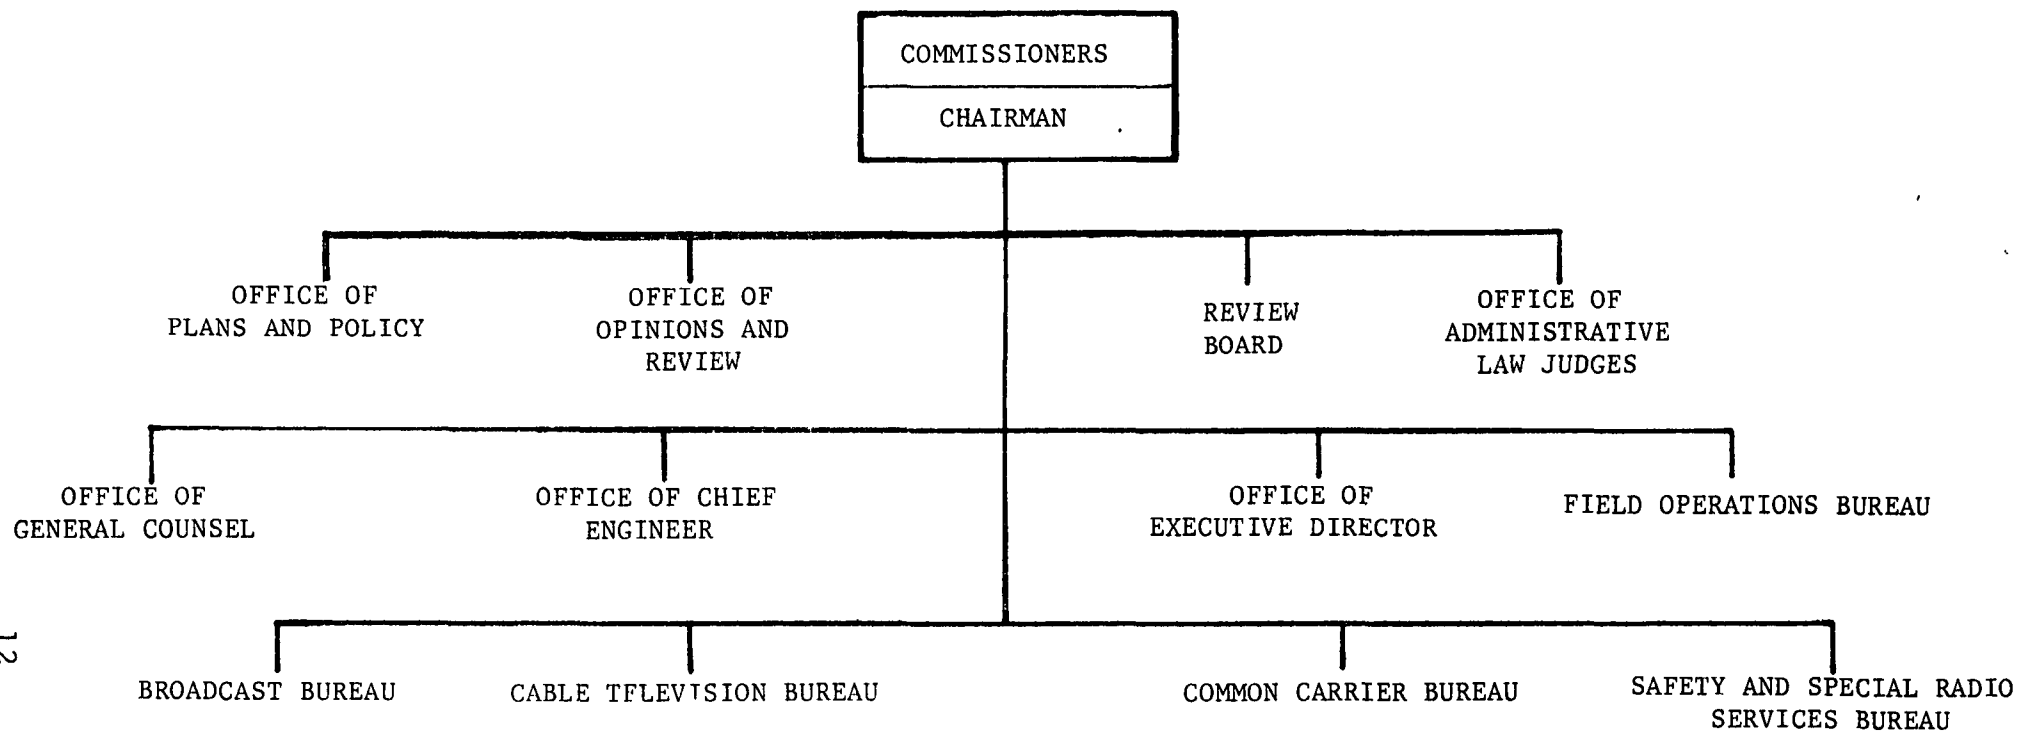 COMMISSIONERS
CHAIRMAN
OFFICE OF
PLANS AND POLICY
OFFICE OF
OPINIONS AND
REVIEW
REVIEW
BOARD
OFFICE OF
ADMINISTRATIVE
LAW JUDGES
OFFICE OF
GENERAL COUNSEL
OFFICE OF CHIEF
ENGINEER
OFFICE OF
EXECUTIVE DIRECTOR
FIELD OPERATIONS BUREAU
BROADCAST BUREAU
CABLE TELEVISION BUREAU
COMMON CARRIER BUREAU
SAFETY AND SPECIAL RADIO
SERVICES BUREAU
12